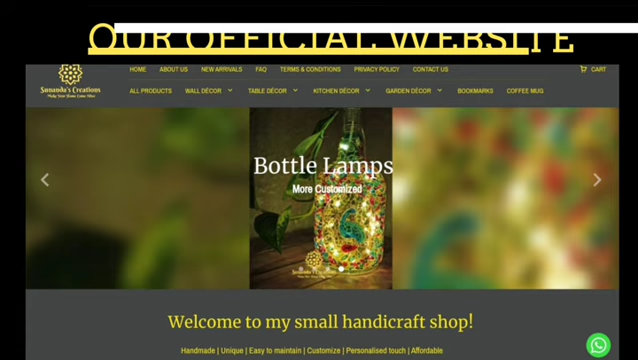 OUR OFFICIAL WEBSITE
Sunanda's Creations
HOME ABOUT US NEW ARRIVALS FAQ TERMS & CONDITIONS PRIVACY POLICY CONTACT US CART
ALL PRODUCTS WALL DÉCOR TABLE DÉCOR KITCHEN DÉCOR GARDEN DÉCOR BOOKMARKS COFFEE MUG
Bottle Lamps
More Customized
Welcome to my small handicraft shop!
Handmade | Unique | Easy to maintain | Customize | Personalised touch | Affordable